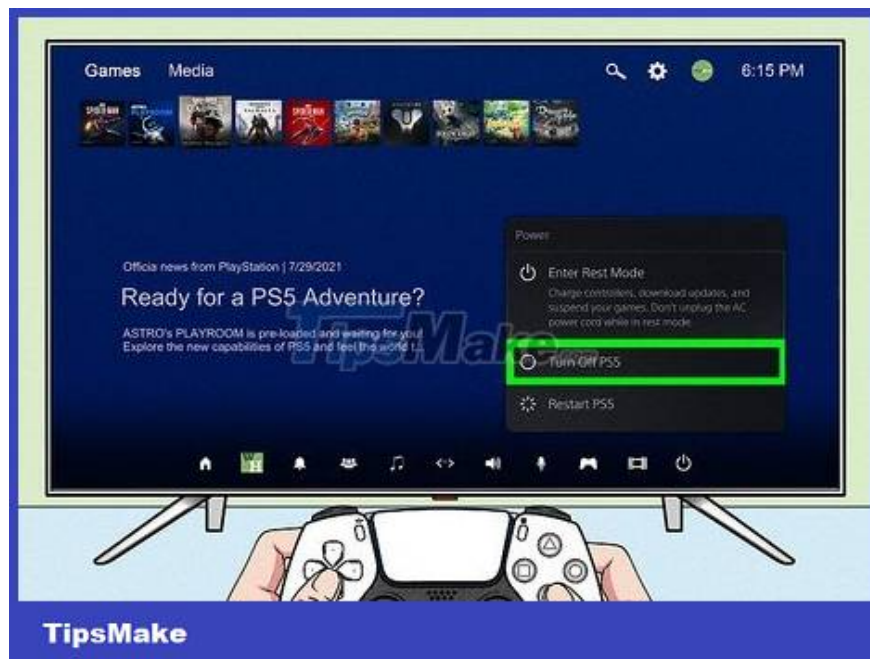 Games Media 6:15 PM
Power
Officia news from PlayStation | 7/29/2021
Ready for a PS5 Adventure?
ASTRO's PLAYROOM is pre-loaded and waiting for you!
Explore the new capabilities of PS5 and feel the world t...
Enter Rest Mode
Charge controllers, download updates, and
suspend your games. Don't unplug the AC
power cord while in rest mode.
Turn Off PS5
Restart PS5
TipsMake
TipsMake